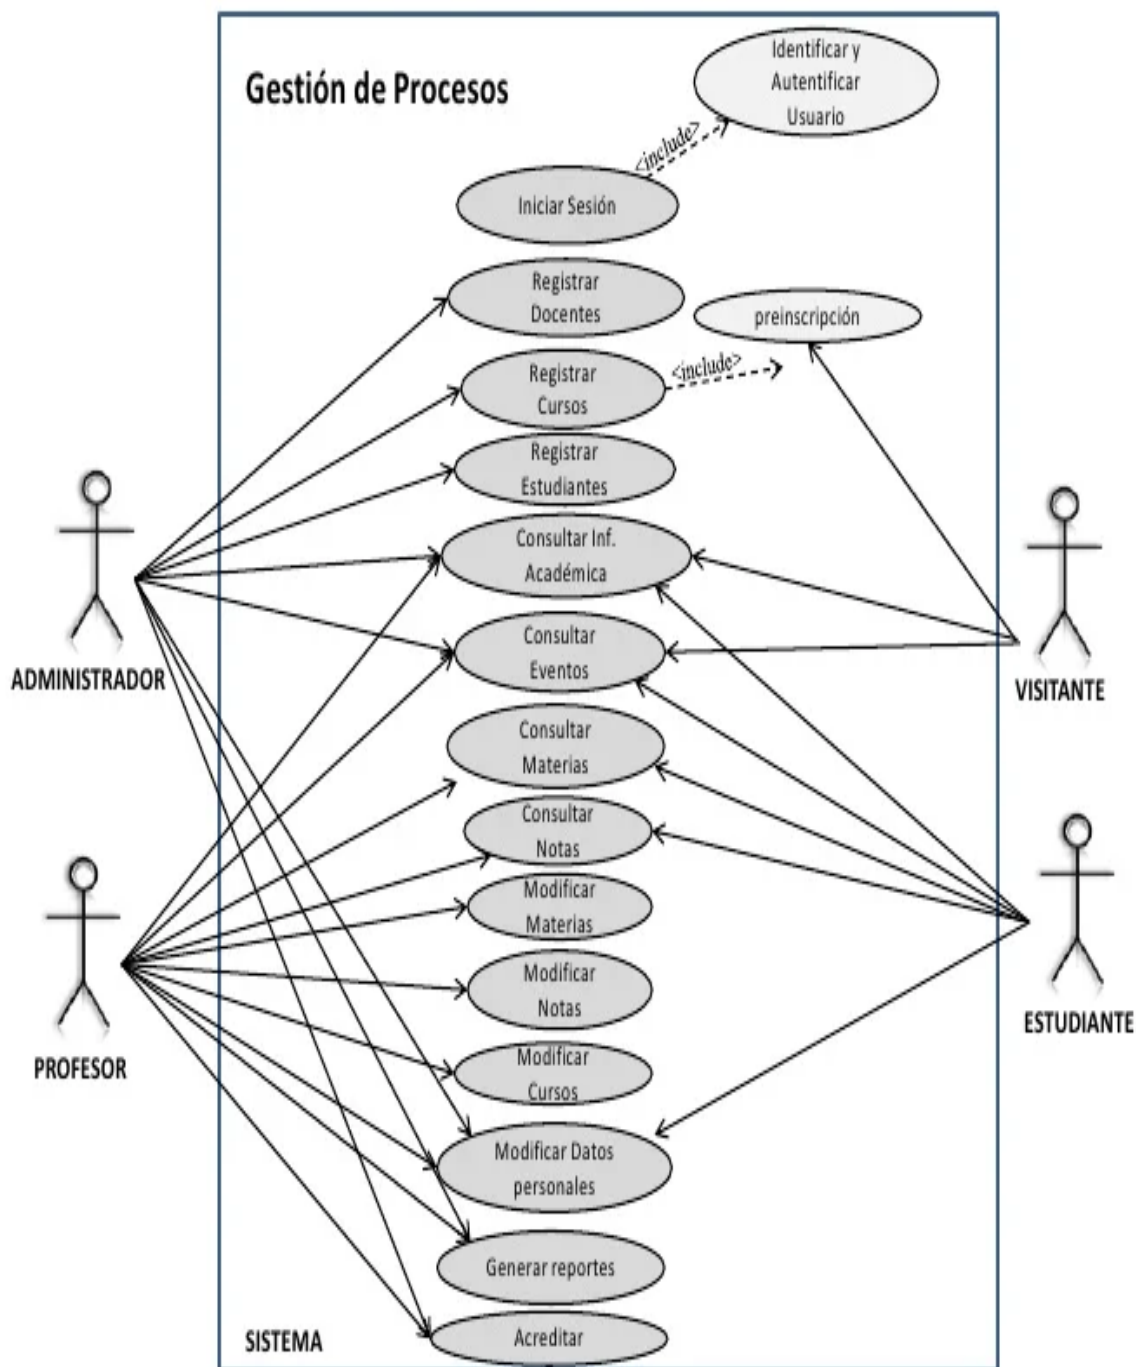 Gestión de Procesos
Identificar y
Autentificar
Usuario
<include>
Iniciar Sesión
Registrar
Docentes
preinscripción
<include>
Registrar
Cursos
Registrar
Estudiantes
Consultar Inf.
Académica
Consultar
Eventos
ADMINISTRADOR
VISITANTE
Consultar
Materias
Consultar
Notas
Modificar
Materias
Modificar
Notas
ESTUDIANTE
PROFESOR
Modificar
Cursos
Modificar Datos
personales
Generar reportes
Acreditar
SISTEMA